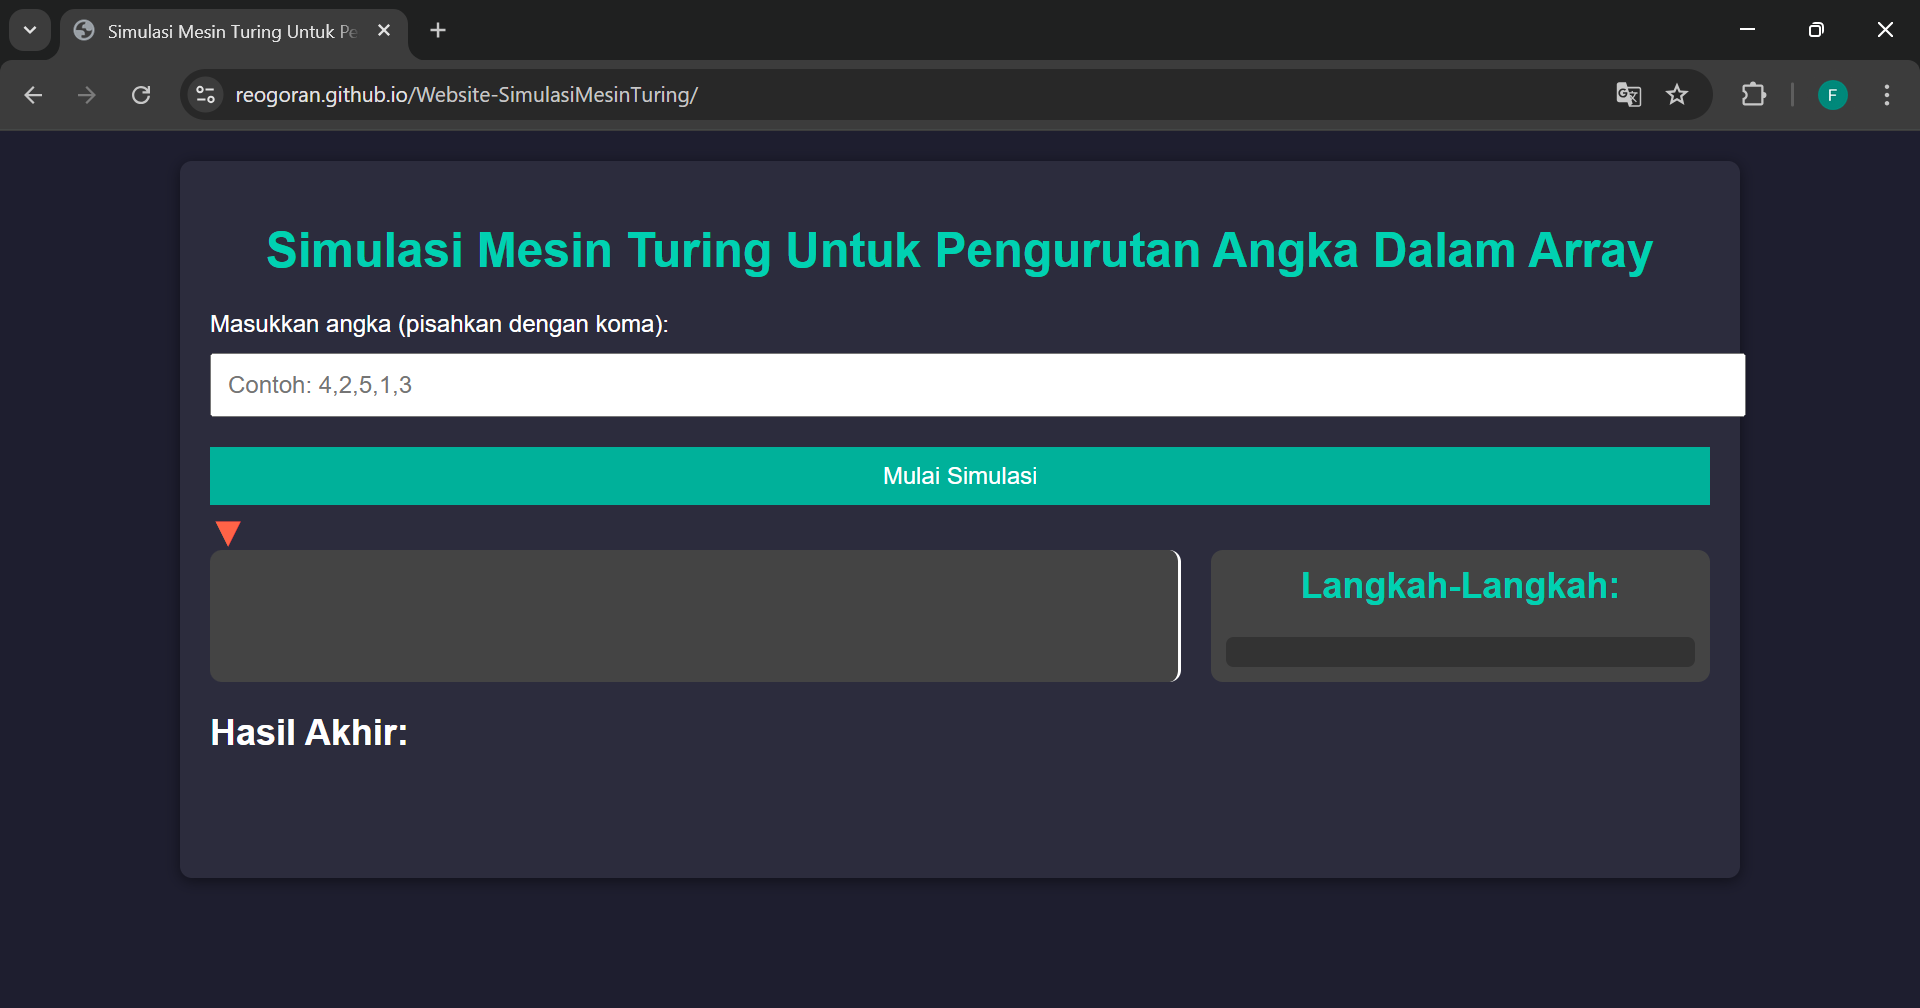 Simulasi Mesin Turing Untuk Pe
reogoran.github.io/Website-SimulasiMesinTuring/
F
Simulasi Mesin Turing Untuk Pengurutan Angka Dalam Array
Masukkan angka (pisahkan dengan koma):
Contoh: 4,2,5,1,3
Mulai Simulasi
Langkah-Langkah:
Hasil Akhir: